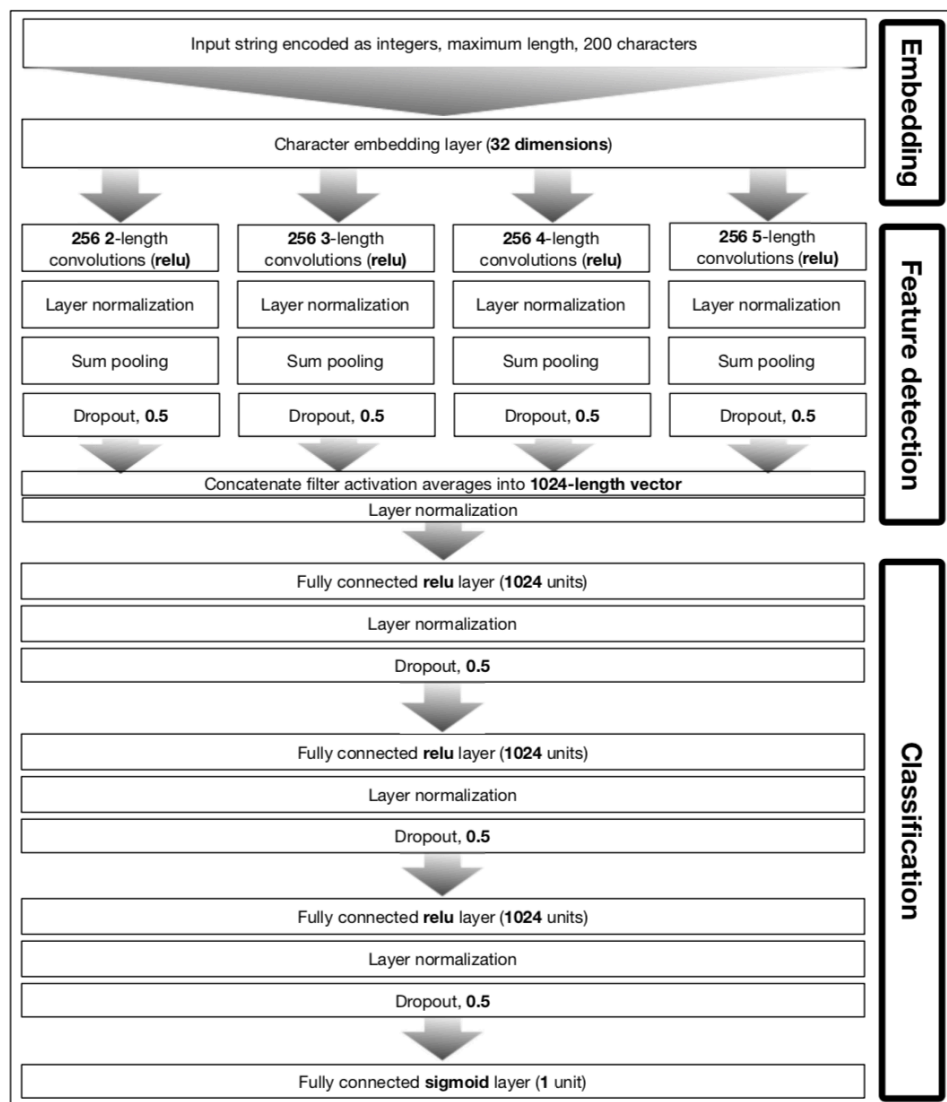 Input string encoded as integers, maximum length, 200 characters
Character embedding layer (32 dimensions)
Embedding
256 2-length
convolutions (relu)
256 3-length
convolutions (relu)
256 4-length
convolutions (relu)
256 5-length
convolutions (relu)
Layer normalization
Layer normalization
Layer normalization
Layer normalization
Sum pooling
Sum pooling
Sum pooling
Sum pooling
Dropout, 0.5
Dropout, 0.5
Dropout, 0.5
Dropout, 0.5
Concatenate filter activation averages into 1024-length vector
Layer normalization
Feature detection
Fully connected relu layer (1024 units)
Layer normalization
Dropout, 0.5
Fully connected relu layer (1024 units)
Layer normalization
Dropout, 0.5
Fully connected relu layer (1024 units)
Layer normalization
Dropout, 0.5
Fully connected sigmoid layer (1 unit)
Classification